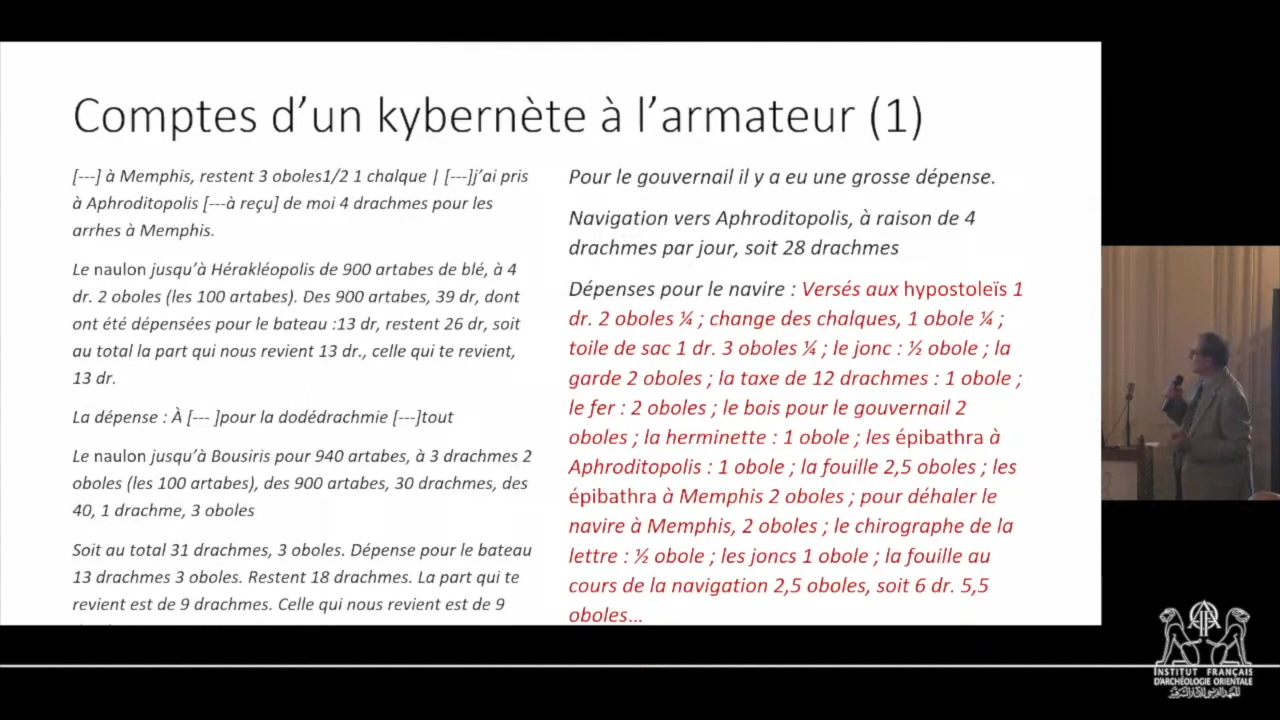 Comptes d’un kybernète à l’armateur (1)
[---] à Memphis, restent 3 oboles1/2 1 chalque | [---]j’ai pris
à Aphroditopolis [---à reçu] de moi 4 drachmes pour les
arrhes à Memphis.
Le naulon jusqu’à Hérakléopolis de 900 artabes de blé, à 4
dr. 2 oboles (les 100 artabes). Des 900 artabes, 39 dr, dont
ont été dépensées pour le bateau :13 dr, restent 26 dr, soit
au total la part qui nous revient 13 dr., celle qui te revient,
13 dr.
La dépense : À [--- ]pour la dodédrachmie [---]tout
Le naulon jusqu’à Bousiris pour 940 artabes, à 3 drachmes 2
oboles (les 100 artabes), des 900 artabes, 30 drachmes, des
40, 1 drachme, 3 oboles
Soit au total 31 drachmes, 3 oboles. Dépense pour le bateau
13 drachmes 3 oboles. Restent 18 drachmes. La part qui te
revient est de 9 drachmes. Celle qui nous revient est de 9
Pour le gouvernail il y a eu une grosse dépense.
Navigation vers Aphroditopolis, à raison de 4
drachmes par jour, soit 28 drachmes
Dépenses pour le navire : Versés aux hypostoleïs 1
dr. 2 oboles ¼ ; change des chalques, 1 obole ¼ ;
toile de sac 1 dr. 3 oboles ¼ ; le jonc : ½ obole ; la
garde 2 oboles ; la taxe de 12 drachmes : 1 obole ;
le fer : 2 oboles ; le bois pour le gouvernail 2
oboles ; la herminette : 1 obole ; les épibathra à
Aphroditopolis : 1 obole ; la fouille 2,5 oboles ; les
épibathra à Memphis 2 oboles ; pour déhaler le
navire à Memphis, 2 oboles ; le chirographe de la
lettre : ½ obole ; les joncs 1 obole ; la fouille au
cours de la navigation 2,5 oboles, soit 6 dr. 5,5
oboles…
INSTITUT FRANÇAIS
D'ARCHÉOLOGIE ORIENTALE